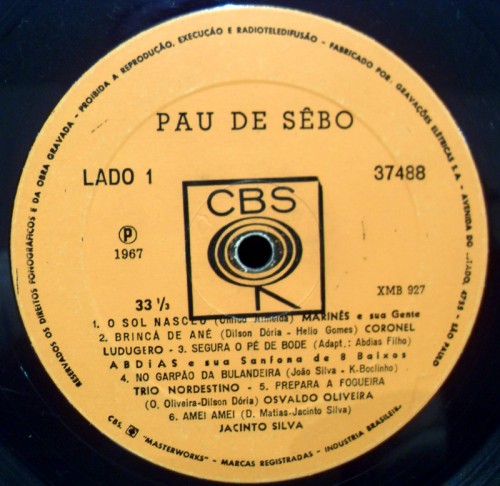 RESERVADOS OS DIREITOS FONOGRÁFICOS E DA OBRA GRAVADA - PROIBIDA A REPRODUÇÃO, EXECUÇÃO E RADIOTELEDIFUSÃO - FABRICADO POR: GRAVAÇÕES ELÉTRICAS S.A. - AVENIDA DO 4755 - SÃO PAULO
PAU DE SÊBO
LADO 1
37488
CBS
P
1967
33 ⅓
XMB 927
1. O SOL NASCEU (Onildo Almeida) MARINÊS e sua Gente
2. BRINCÁ DE ANÉ (Dilson Dória - Helio Gomes) CORONEL
LUDUGERO - 3. SEGURA O PÉ DE BODE (Adapt.: Abdias Filho)
ABDIAS e sua Sanfona de 8 Baixos
4. NO GARPÃO DA BULANDEIRA (João Silva - K-Boclinho)
TRIO NORDESTINO - 5. PREPARA A FOGUEIRA
(O. Oliveira-Dilson Dória) OSVALDO OLIVEIRA
6. AMEI AMEI (D. Matias-Jacinto Silva)
JACINTO SILVA
CBS, "MASTERWORKS" - MARCAS REGISTRADAS - INDUSTRIA BRASILEIRA